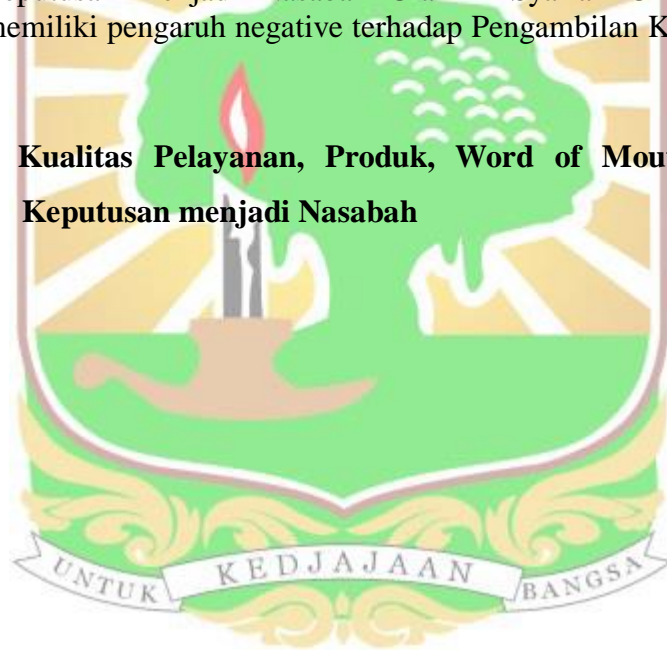 memiliki pengaruh negative terhadap Pengambilan K
Kualitas Pelayanan, Produk, Word of Mou
Keputusan menjadi Nasabah
UNTUK KEDJAJAAN BANGSA